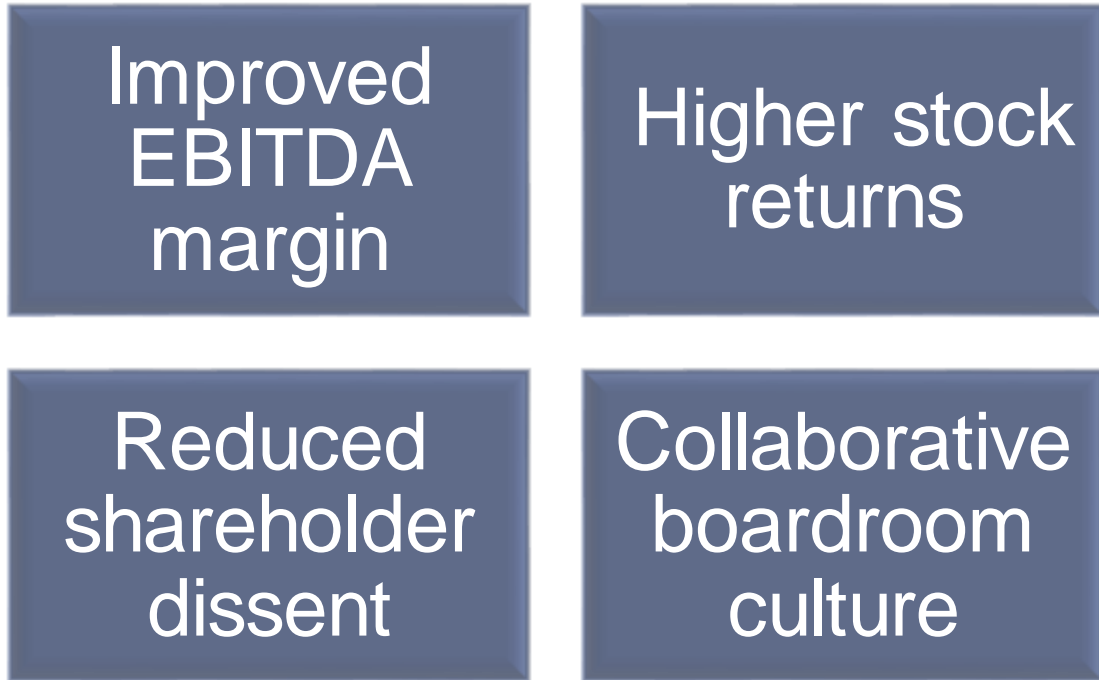 Improved
EBITDA
margin
Higher stock
returns
Reduced
shareholder
dissent
Collaborative
boardroom
culture